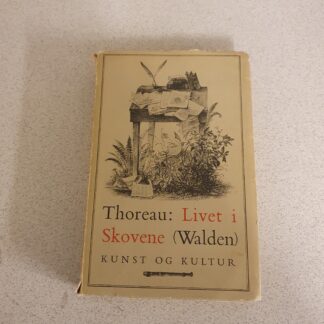 Thoreau: Livet i
Skovene (Walden)
KUNST OG KULTUR